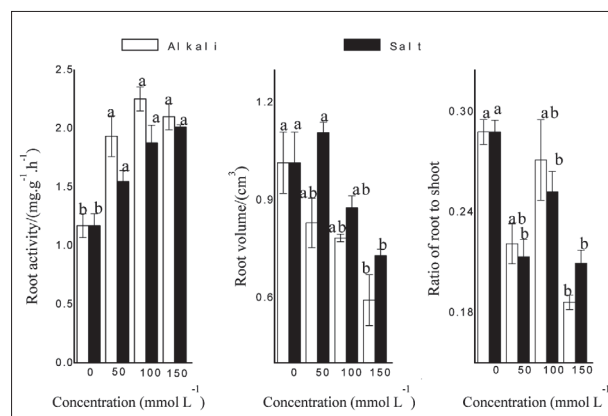 Alkali Salt
Root activity/(mg.g⁻¹.h⁻¹)
2.5
2.0
1.5
1.0
0.5
0.0
b b a a a a a a
0 50 100 150
Concentration (mmol L⁻¹)
Root volume/(cm³)
1.2
0.9
0.6
a a ab a ab ab b b
0 50 100 150
Concentration (mmol L⁻¹)
Ratio of root to shoot
0.30
0.24
0.18
a a ab b ab b b b
0 50 100 150
Concentration (mmol L⁻¹)